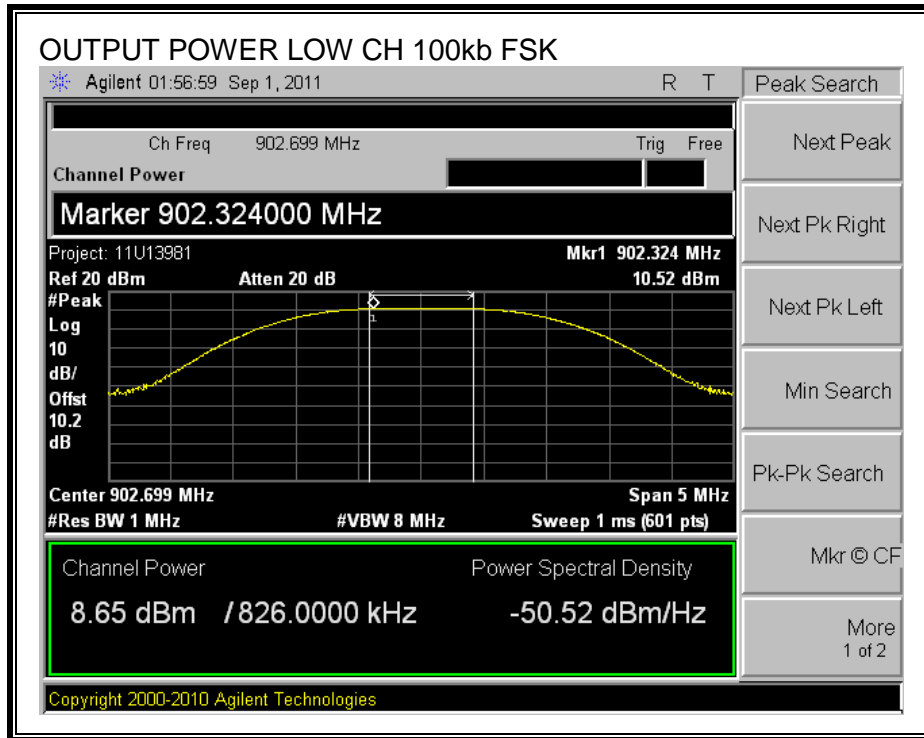 OUTPUT POWER LOW CH 100kb FSK
Agilent 01:56:59 Sep 1, 2011 R T
Peak Search
Ch Freq 902.699 MHz Trig Free
Channel Power
Marker 902.324000 MHz
Project: 11U13981 Mkr1 902.324 MHz
Ref 20 dBm Atten 20 dB 10.52 dBm
#Peak
Log
10
dB/
Offst
10.2
dB
1
Center 902.699 MHz Span 5 MHz
#Res BW 1 MHz #VBW 8 MHz Sweep 1 ms (601 pts)
Channel Power Power Spectral Density
8.65 dBm / 826.0000 kHz -50.52 dBm/Hz
Copyright 2000-2010 Agilent Technologies
Next Peak
Next Pk Right
Next Pk Left
Min Search
Pk-Pk Search
Mkr © CF
More
1 of 2